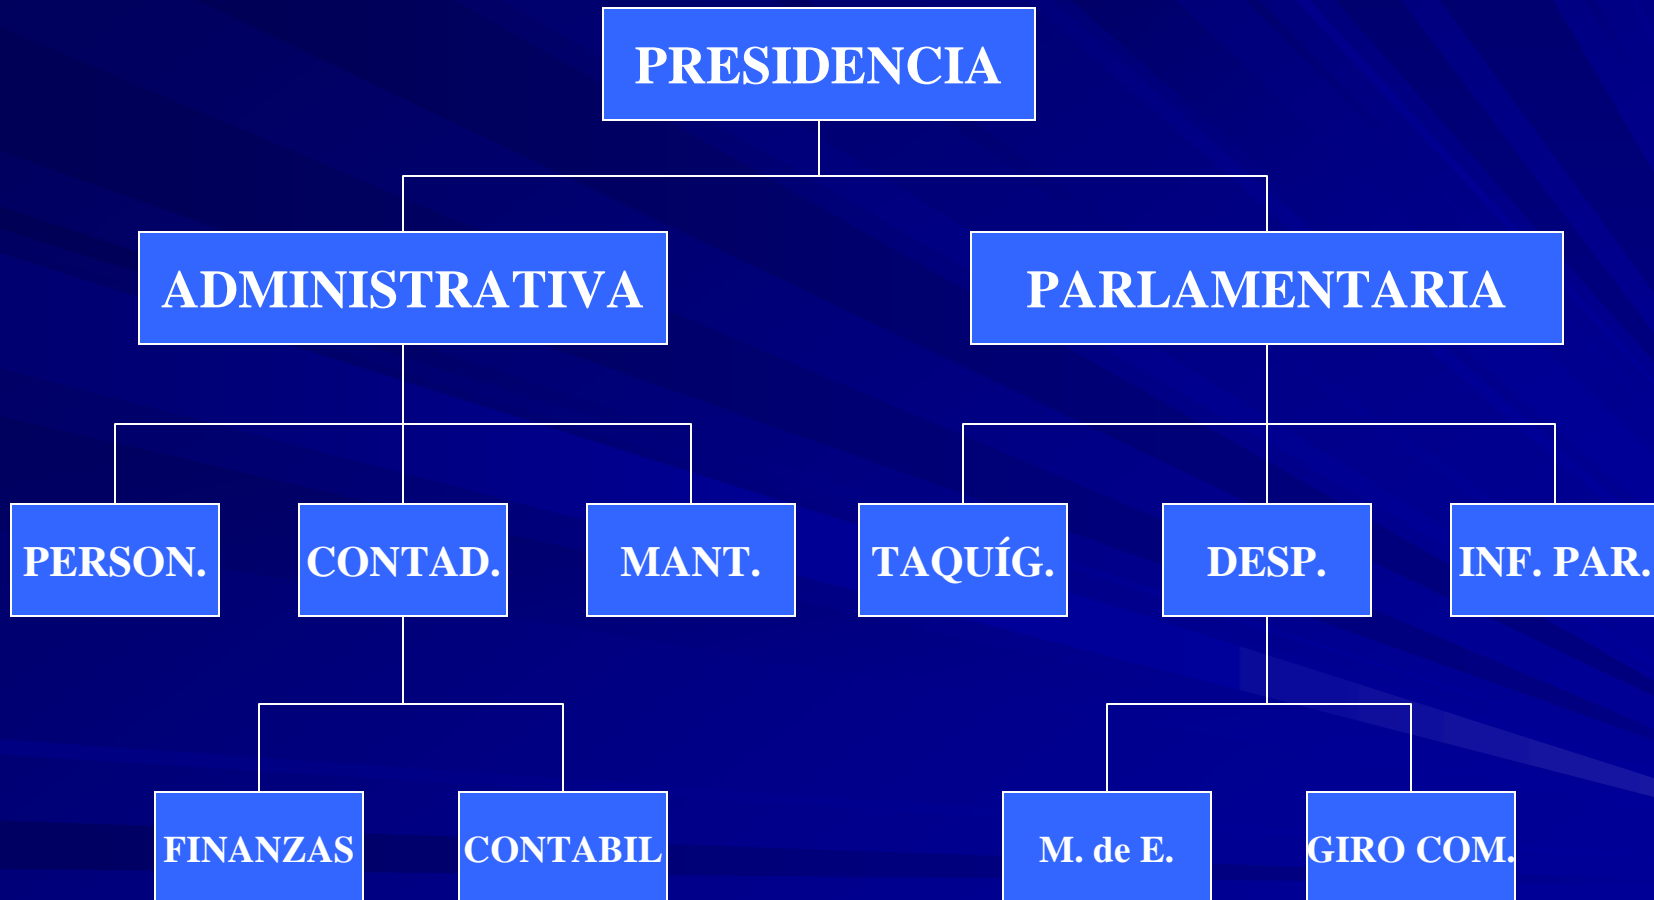 PRESIDENCIA
ADMINISTRATIVA
PARLAMENTARIA
PERSON.
CONTAD.
MANT.
TAQUÍG.
DESP.
INF. PAR.
FINANZAS
CONTABIL
M. de E.
GIRO COM.